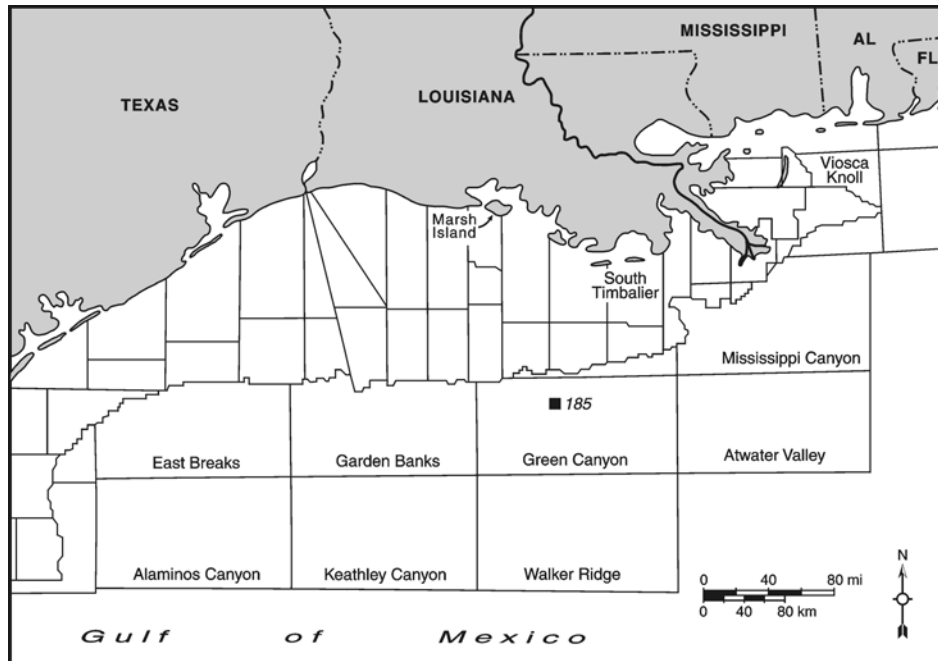 MISSISSIPPI
AL
FL
TEXAS
LOUISIANA
Viosca
Knoll
Marsh
Island
South
Timbalier
Mississippi Canyon
185
East Breaks
Garden Banks
Green Canyon
Atwater Valley
Alaminos Canyon
Keathley Canyon
Walker Ridge
N
0 40 80 mi
0 40 80 km
Gulf of Mexico